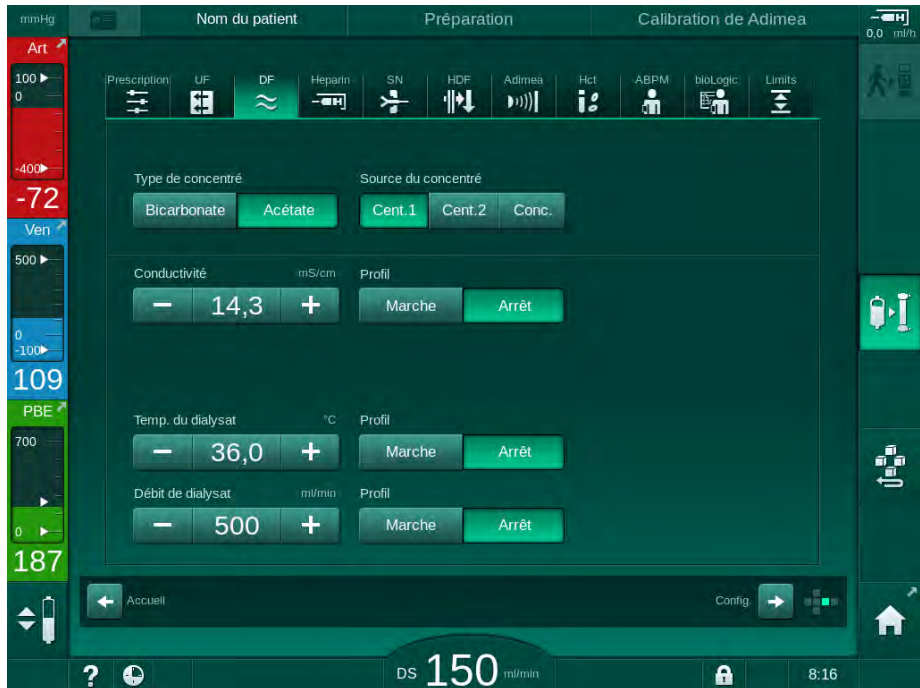 mmHg
Nom du patient
Préparation
Calibration de Adimea
0,0 ml/h
Art
100
0
-400
-72
Ven
500
0
-100
109
PBE
700
0
187
Prescription
UF
DF
Heparin
SN
HDF
Adimea
Hct
ABPM
bioLogic
Limits
Type de concentré
Source du concentré
Bicarbonate
Acétate
Cent.1
Cent.2
Conc.
Conductivité
mS/cm
Profil
− 14,3 +
Marche
Arrêt
Temp. du dialysat
°C
Profil
− 36,0 +
Marche
Arrêt
Débit de dialysat
ml/min
Profil
− 500 +
Marche
Arrêt
Accueil
Config.
?
DS 150 ml/min
8:16